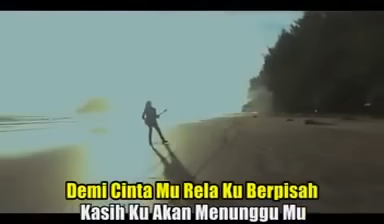 Demi Cinta Mu Rela Ku Berpisah
Kasih Ku Akan Menunggu Mu